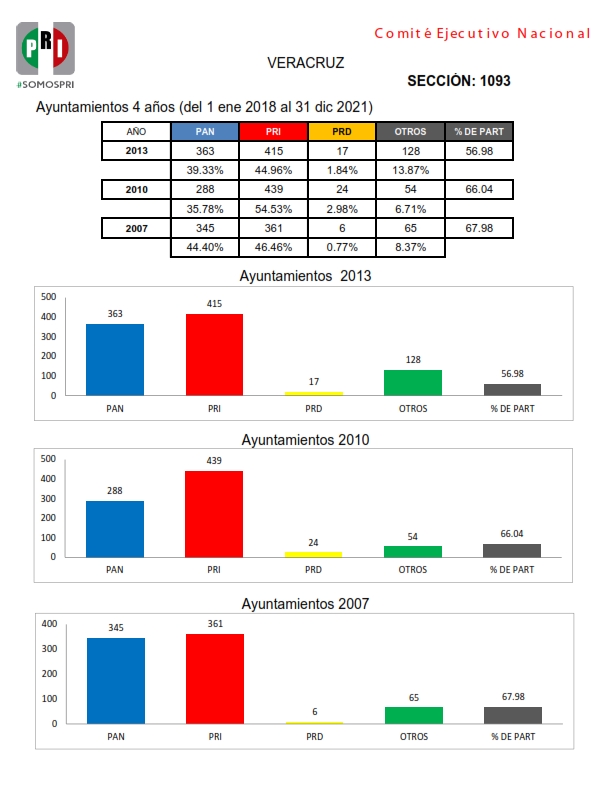 Comité Ejecutivo Nacional
PRI
#SOMOSPRI
VERACRUZ
SECCIÓN: 1093
Ayuntamientos 4 años (del 1 ene 2018 al 31 dic 2021)
AÑO PAN PRI PRD OTROS % DE PART
2013 363 415 17 128 56.98
39.33% 44.96% 1.84% 13.87%
2010 288 439 24 54 66.04
35.78% 54.53% 2.98% 6.71%
2007 345 361 6 65 67.98
44.40% 46.46% 0.77% 8.37%
Ayuntamientos 2013
500
400
300
200
100
0
363 415 17 128 56.98
PAN PRI PRD OTROS % DE PART
Ayuntamientos 2010
500
400
300
200
100
0
288 439 24 54 66.04
PAN PRI PRD OTROS % DE PART
Ayuntamientos 2007
400
300
200
100
0
345 361 6 65 67.98
PAN PRI PRD OTROS % DE PART